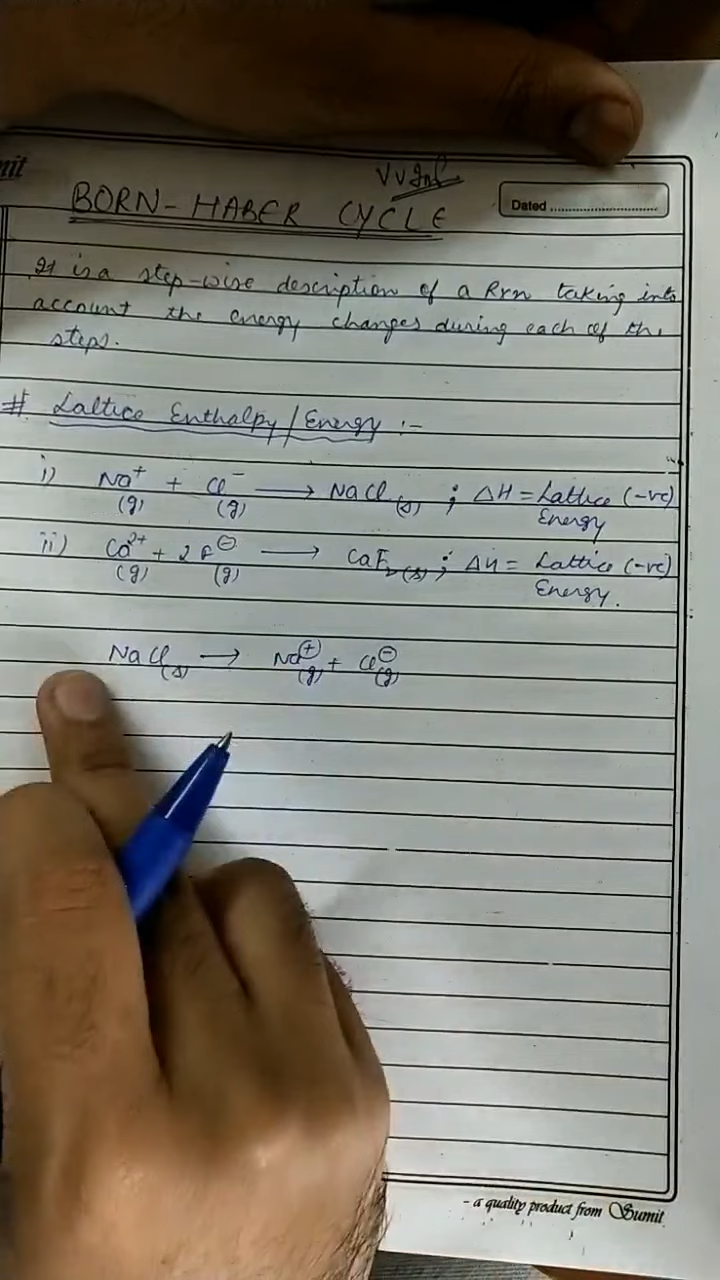 VVImf
BORN-HABER CYCLE
Dated
It is a step-wise description of a Rxn taking into
account the energy changes during each of the
steps.
# Lattice Enthalpy/Energy :-
i) Na⁺(g) + Cl⁻(g) ⟶ NaCl(s) ; ΔH = Lattice Energy (-ve)
ii) Ca²⁺(g) + 2F⊖(g) ⟶ CaF₂(s) ; ΔH = Lattice Energy. (-ve)
NaCl(s) ⟶ Na⊕(g) + Cl⊖(g)
- a quality product from Sumit